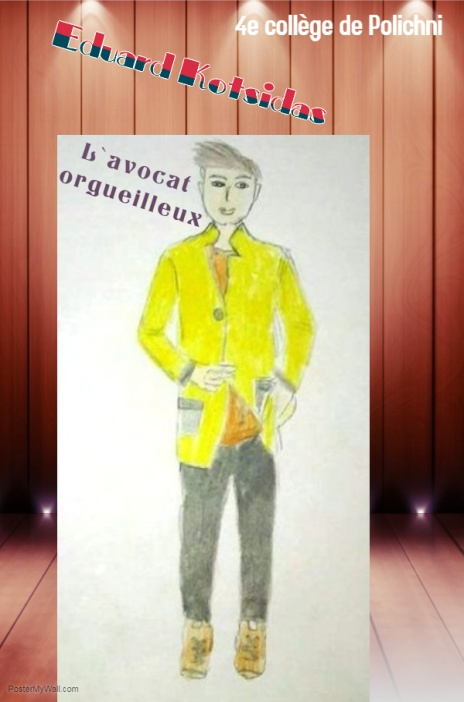 4e collège de Polichni
Eduard Kotsidas
L`avocat
orgueilleux
PosterMyWall.com